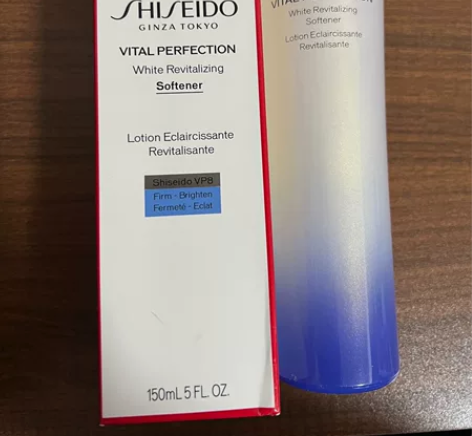 SHISEIDO
GINZA TOKYO
VITAL PERFECTION
White Revitalizing
Softener
Lotion Eclaircissante
Revitalisante
Shiseido VP8
Firm - Brighten
Fermeté - Eclat
150mL 5 FL. OZ.
White Revitalizing
Softener
Lotion Eclaircissante
Revitalisante